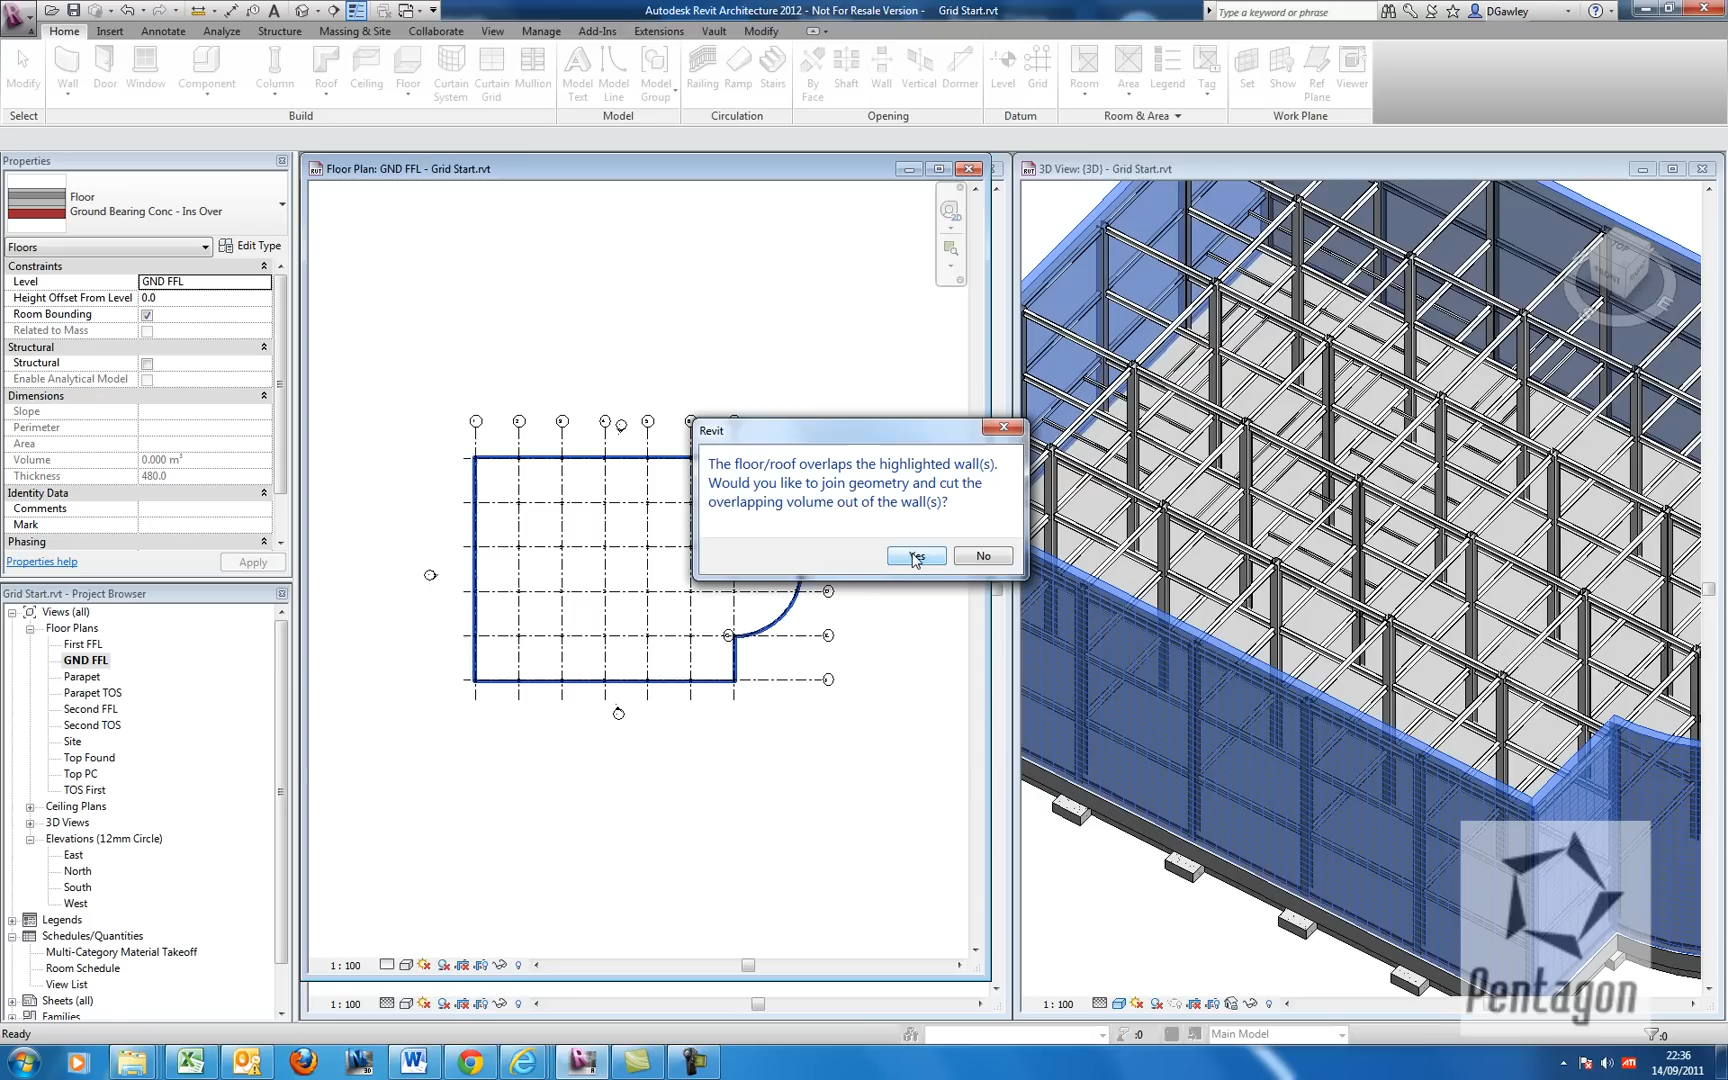 Autodesk Revit Architecture 2012 - Not For Resale Version -    Grid Start.rvt
Type a keyword or phrase
DGawley
Home Insert Annotate Analyze Structure Massing & Site Collaborate View Manage Add-Ins Extensions Vault Modify
Modify Wall Door Window Component Column Roof Ceiling Floor Curtain System Curtain Grid Mullion Model Text Model Line Model Group Railing Ramp Stairs By Face Shaft Wall Vertical Dormer Level Grid Room Area Legend Tag Set Show Ref Plane Viewer
Select Build Model Circulation Opening Datum Room & Area Work Plane
Properties
Floor
Ground Bearing Conc - Ins Over
Floors
Edit Type
Constraints
Level GND FFL
Height Offset From Level 0.0
Room Bounding
Related to Mass
Structural
Structural
Enable Analytical Model
Dimensions
Slope
Perimeter
Area
Volume 0.000 m³
Thickness 480.0
Identity Data
Comments
Mark
Phasing
Properties help
Apply
Grid Start.rvt - Project Browser
Views (all)
Floor Plans
First FFL
GND FFL
Parapet
Parapet TOS
Second FFL
Second TOS
Site
Top Found
Top PC
TOS First
Ceiling Plans
3D Views
Elevations (12mm Circle)
East
North
South
West
Legends
Schedules/Quantities
Multi-Category Material Takeoff
Room Schedule
View List
Sheets (all)
Families
Floor Plan: GND FFL - Grid Start.rvt
2D
1 : 100
1 : 100
Revit
The floor/roof overlaps the highlighted wall(s).
Would you like to join geometry and cut the
overlapping volume out of the wall(s)?
Yes
No
3D View: {3D} - Grid Start.rvt
TOP
FRONT
1 : 100
Pentagon
Ready
:0
Main Model
:0
22:36
14/09/2011